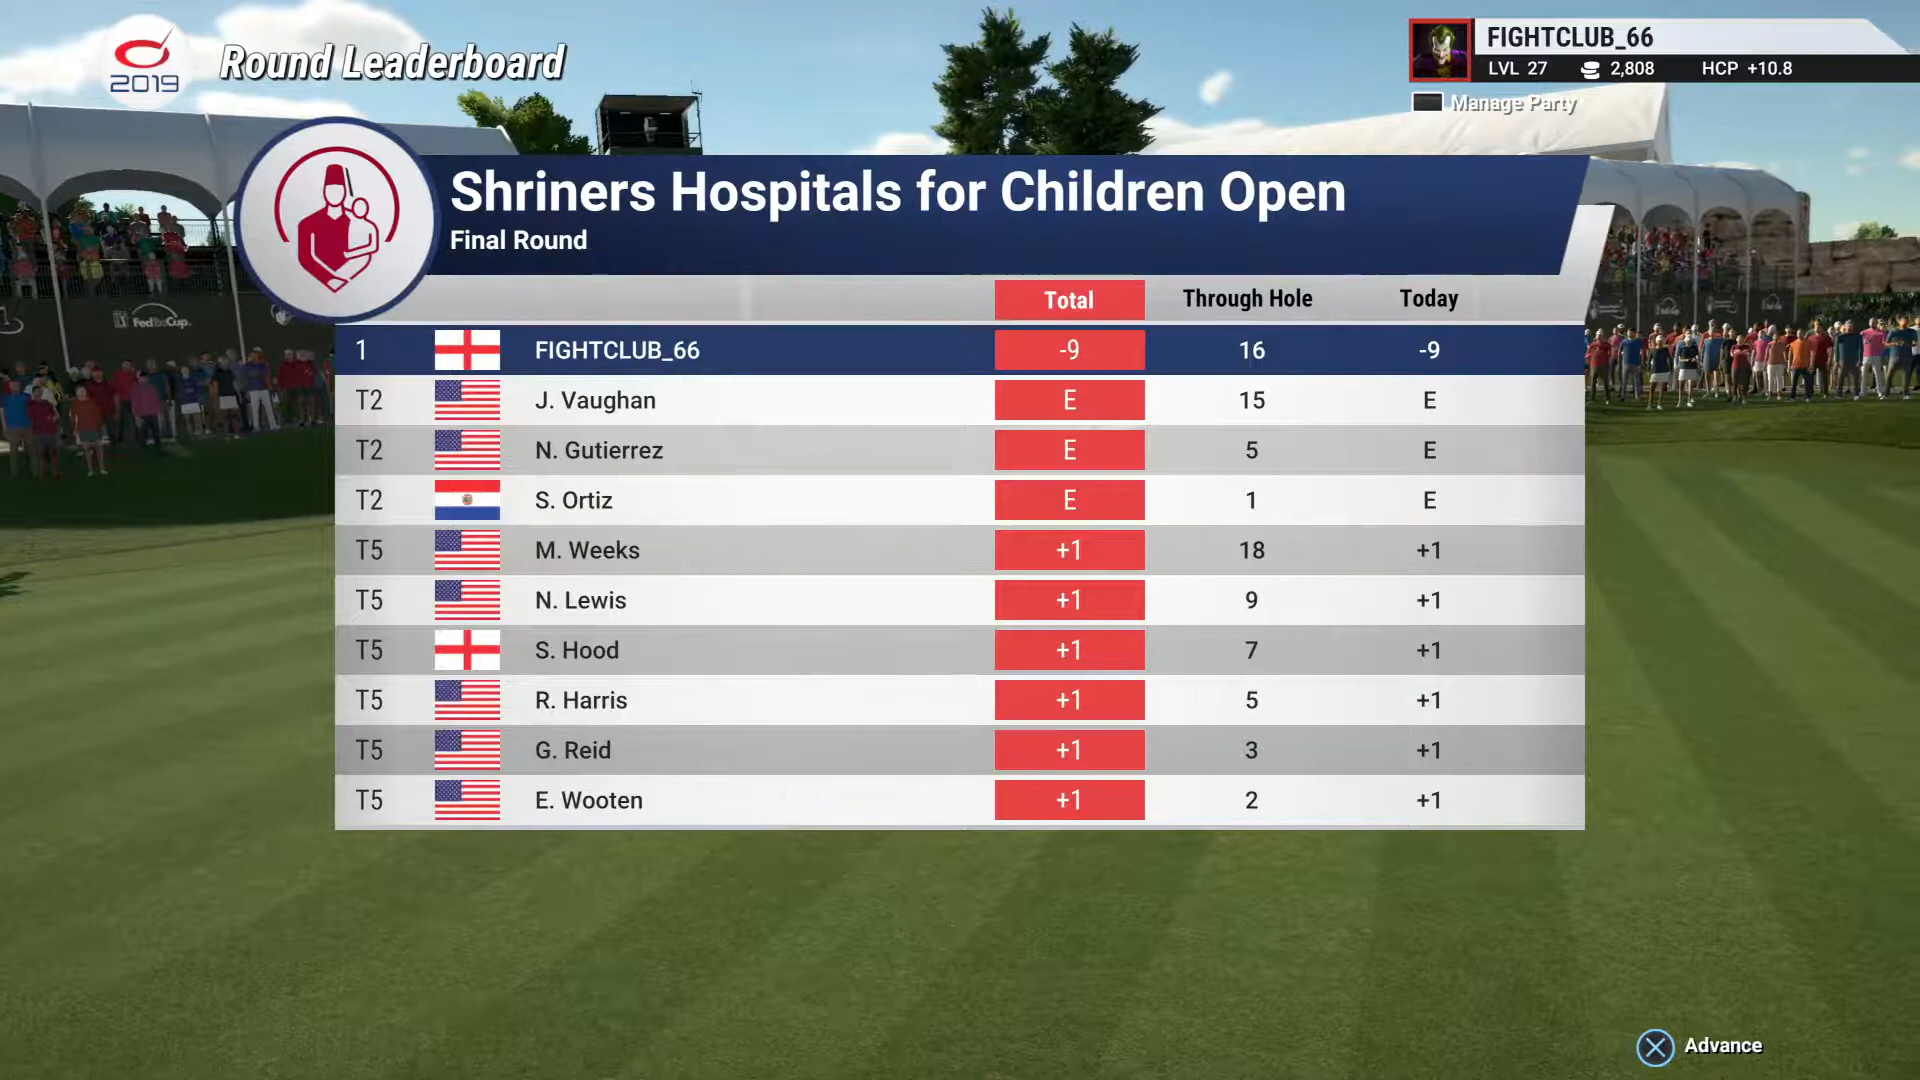 2019
Round Leaderboard
FIGHTCLUB_66
LVL 27 2,808 HCP +10.8
Manage Party
Shriners Hospitals for Children Open
Final Round
FedExCup
Total Through Hole Today
1 FIGHTCLUB_66 -9 16 -9
T2 J. Vaughan E 15 E
T2 N. Gutierrez E 5 E
T2 S. Ortiz E 1 E
T5 M. Weeks +1 18 +1
T5 N. Lewis +1 9 +1
T5 S. Hood +1 7 +1
T5 R. Harris +1 5 +1
T5 G. Reid +1 3 +1
T5 E. Wooten +1 2 +1
Advance